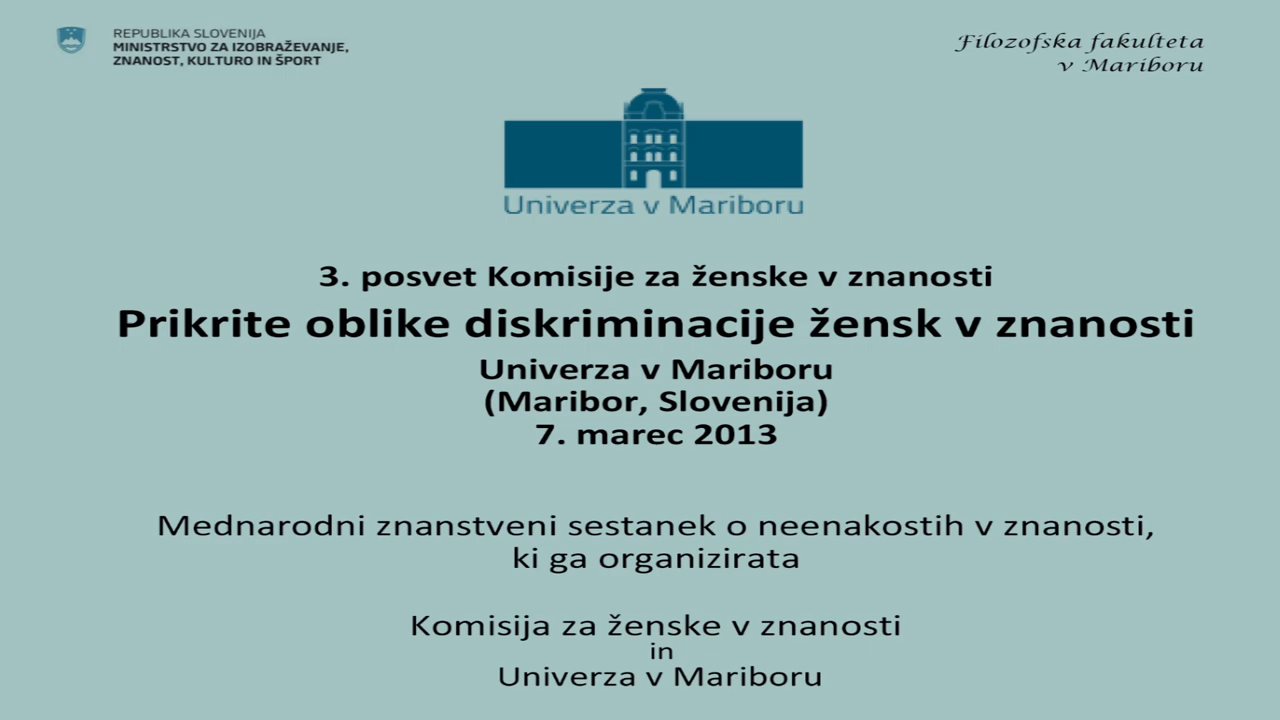 REPUBLIKA SLOVENIJA
MINISTRSTVO ZA IZOBRAŽEVANJE,
ZNANOST, KULTURO IN ŠPORT
Filozofska fakulteta
v Mariboru
Univerza v Mariboru
3. posvet Komisije za ženske v znanosti
Prikrite oblike diskriminacije žensk v znanosti
Univerza v Mariboru
(Maribor, Slovenija)
7. marec 2013
Mednarodni znanstveni sestanek o neenakostih v znanosti,
ki ga organizirata
Komisija za ženske v znanosti
in
Univerza v Mariboru